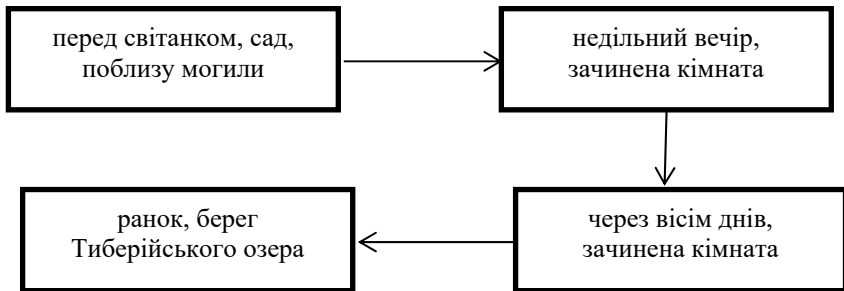 перед світанком, сад,
поблизу могили
недільний вечір,
зачинена кімната
через вісім днів,
зачинена кімната
ранок, берег
Тиберійського озера